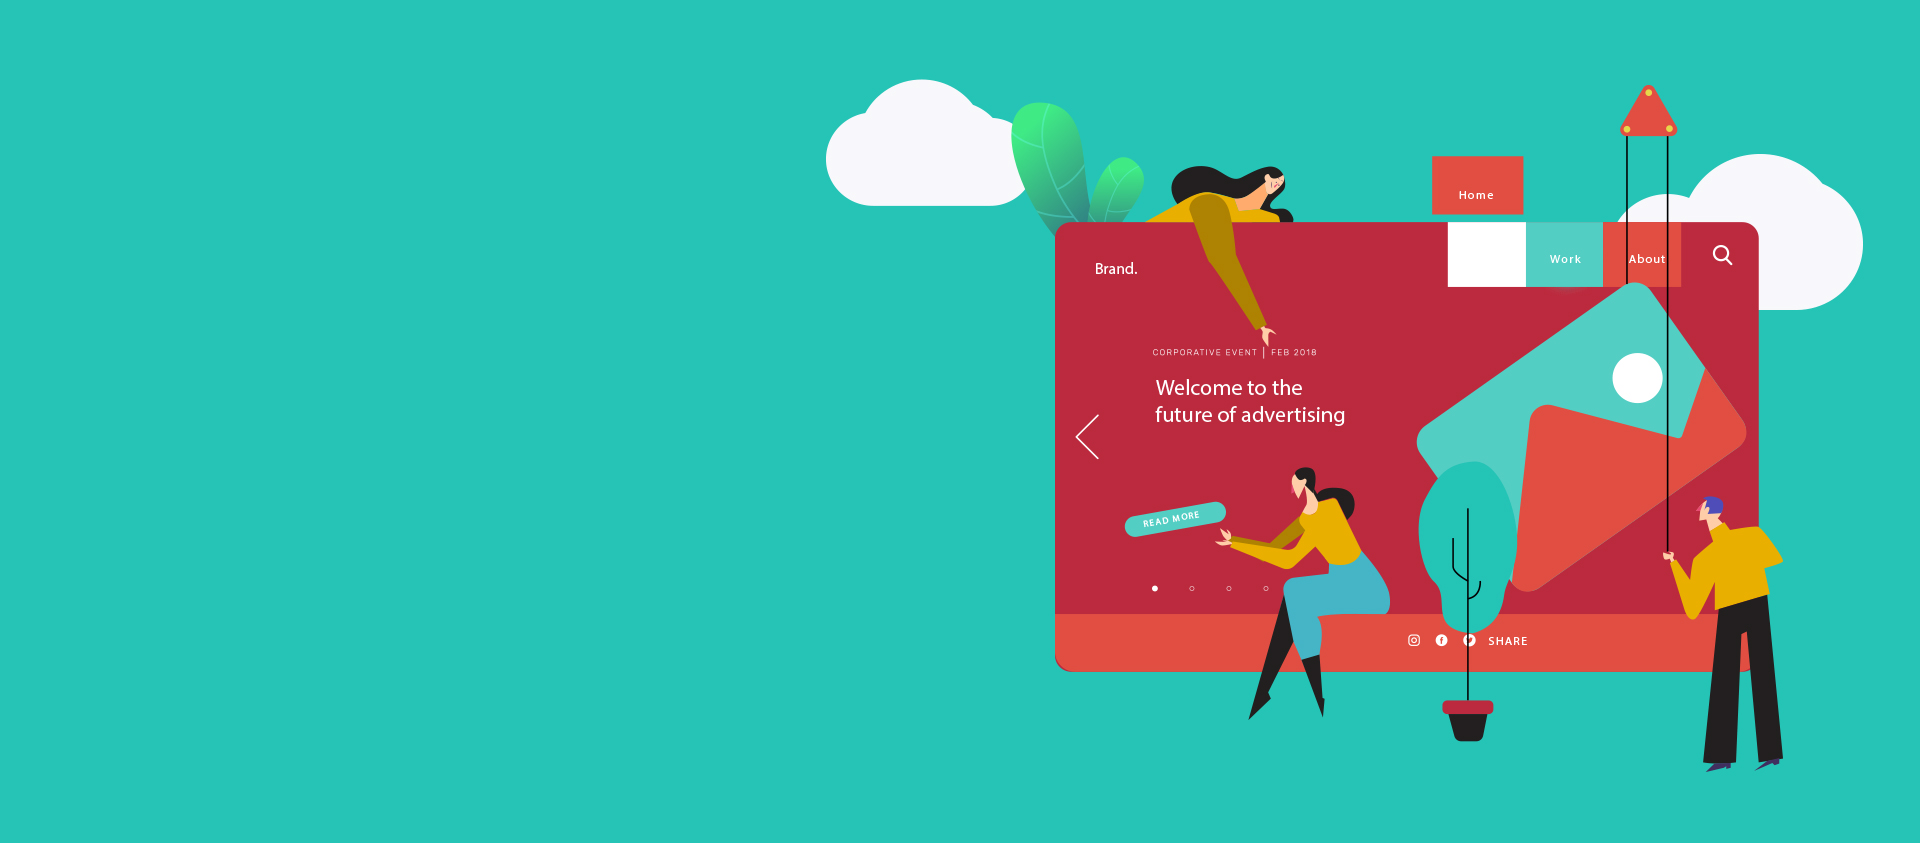 Home
Work
About
Brand.
CORPORATIVE EVENT | FEB 2018
Welcome to the
future of advertising
READ MORE
SHARE